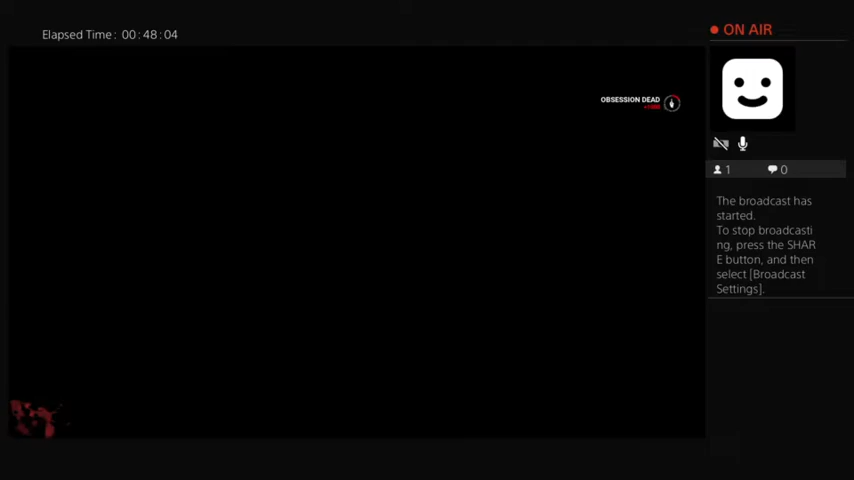 Elapsed Time: 00:48:04
ON AIR
OBSESSION DEAD
1
0
The broadcast has
started.
To stop broadcasti
ng, press the SHAR
E button, and then
select [Broadcast
Settings].